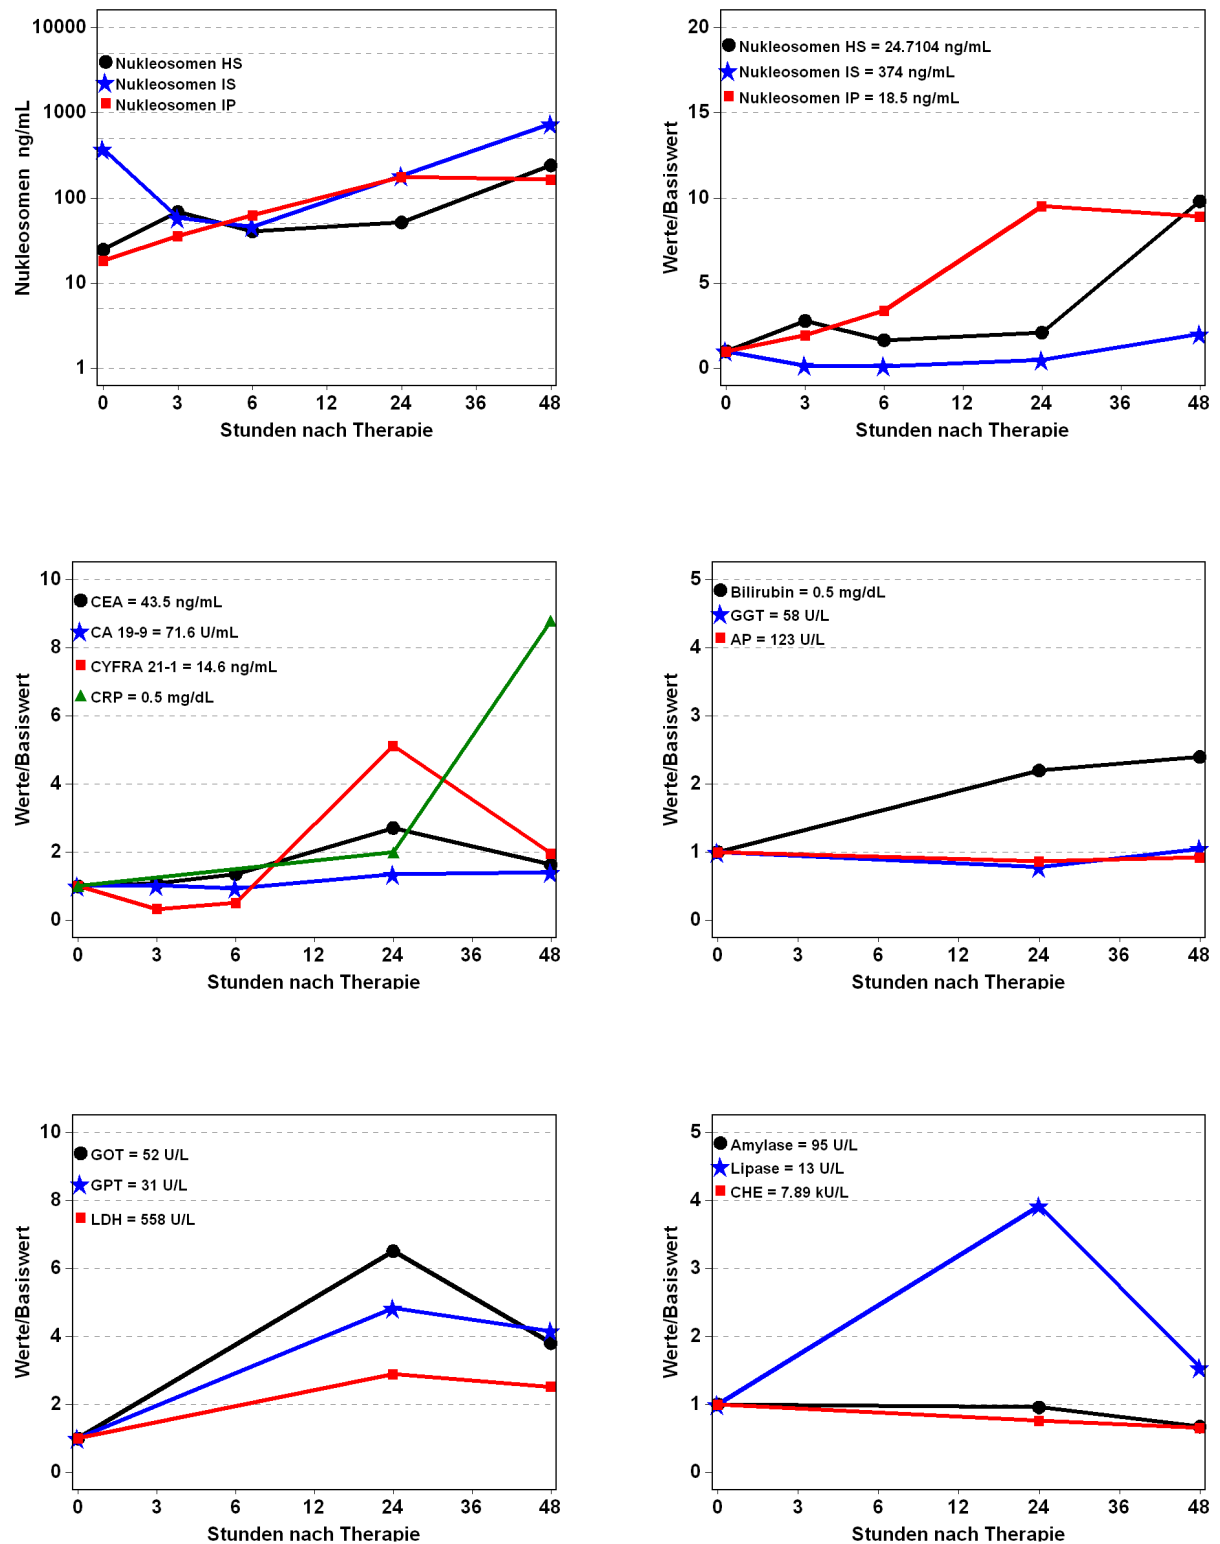 10000
1000
100
10
1
Nukleosomen ng/mL
Nukleosomen HS
Nukleosomen IS
Nukleosomen IP
0 3 6 12 24 36 48
Stunden nach Therapie
20
15
10
5
0
Werte/Basiswert
Nukleosomen HS = 24.7104 ng/mL
Nukleosomen IS = 374 ng/mL
Nukleosomen IP = 18.5 ng/mL
0 3 6 12 24 36 48
Stunden nach Therapie
10
8
6
4
2
0
Werte/Basiswert
CEA = 43.5 ng/mL
CA 19-9 = 71.6 U/mL
CYFRA 21-1 = 14.6 ng/mL
CRP = 0.5 mg/dL
0 3 6 12 24 36 48
Stunden nach Therapie
5
4
3
2
1
0
Werte/Basiswert
Bilirubin = 0.5 mg/dL
GGT = 58 U/L
AP = 123 U/L
0 3 6 12 24 36 48
Stunden nach Therapie
10
8
6
4
2
0
Werte/Basiswert
GOT = 52 U/L
GPT = 31 U/L
LDH = 558 U/L
0 3 6 12 24 36 48
Stunden nach Therapie
5
4
3
2
1
0
Werte/Basiswert
Amylase = 95 U/L
Lipase = 13 U/L
CHE = 7.89 kU/L
0 3 6 12 24 36 48
Stunden nach Therapie